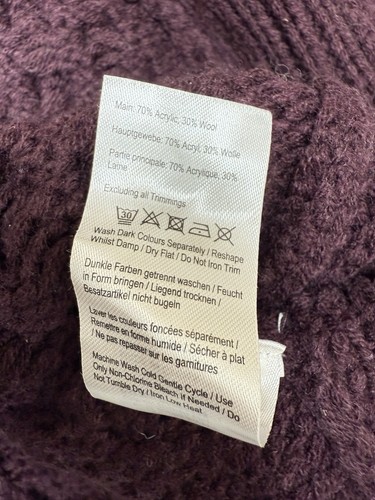 Main: 70% Acrylic, 30% Wool
Hauptgewebe: 70% Acryl, 30% Wolle
Partie principale: 70% Acrylique, 30%
Laine
Excluding all Trimmings
30
Wash Dark Colours Separately / Reshape
Whilst Damp / Dry Flat / Do Not Iron Trim
Dunkle Farben getrennt waschen / Feucht
in Form bringen / Liegend trocknen /
Besatzartikel nicht bugeln
Laver les couleurs foncées séparément /
Remettre en forme humide / Sécher à plat
/ Ne pas repasser sur les garnitures
Machine Wash Cold Gentle Cycle / Use
Only Non-Chlorine Bleach if Needed / Do
Not Tumble Dry / Iron Low Heat